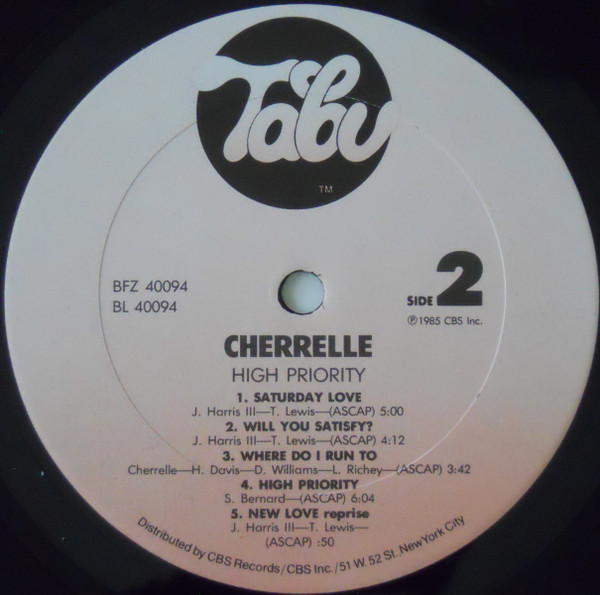 Tabu
TM
BFZ 40094
BL 40094
SIDE 2
℗1985 CBS Inc.
CHERRELLE
HIGH PRIORITY
1. SATURDAY LOVE
J. Harris III—T. Lewis—(ASCAP) 5:00
2. WILL YOU SATISFY?
J. Harris III—T. Lewis—(ASCAP) 4:12
3. WHERE DO I RUN TO
Cherrelle—H. Davis—D. Williams—L. Richey—(ASCAP) 3:42
4. HIGH PRIORITY
S. Bernard—(ASCAP) 6:04
5. NEW LOVE reprise
J. Harris III—T. Lewis—
(ASCAP) :50
Distributed by CBS Records/CBS Inc./51 W. 52 St., New York City